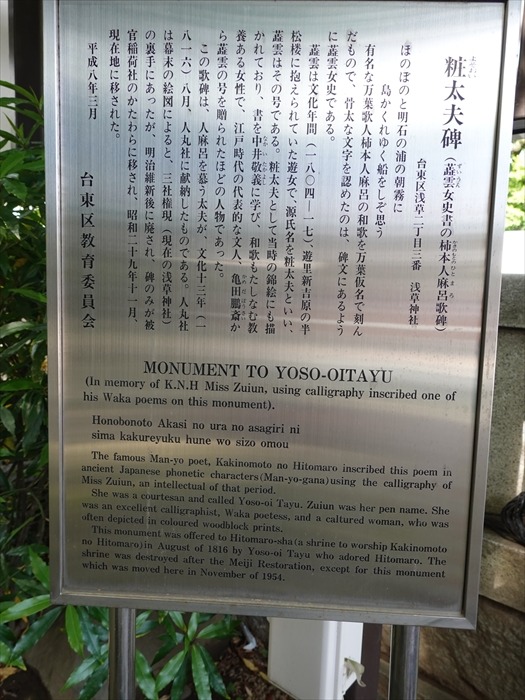 粧太夫碑(蕋雲女史書の柿本人麻呂歌碑)
台東区浅草二丁目三番 浅草神社
ほのぼのと明石の浦の朝霧に
島かくれゆく船をしぞ思う
有名な万葉歌人柿本人麻呂の和歌を万葉仮名で刻ん
だもので、骨太な文字を認めたのは、碑文にあるよう
に蕋雲女史である。
蕋雲は文化年間(一八〇四—一七)、遊里新吉原の半
松楼に抱えられていた遊女で、源氏名を粧太夫といい、
蕋雲はその号である。粧太夫として当時の錦絵にも描
かれており、書を中井敬義に学び、和歌もたしなむ教
養ある女性で、江戸時代の代表的な文人、亀田鵬斎か
ら蕋雲の号を贈られたほどの人物であった。
この歌碑は、人麻呂を慕う太夫が、文化十三年(一
八一六)八月、人丸社に献納したものである。人丸社
は幕末の絵図によると、三社権現(現在の浅草神社)
の裏手にあったが、明治維新後に廃され、碑のみが被
官稲荷社のかたわらに移され、昭和二十九年十一月、
現在地に移された。
平成八年三月
台東区教育委員会
MONUMENT TO YOSO-OITAYU
(In memory of K.N.H Miss Zuiun, using calligraphy inscribed one of
his Waka poems on this monument).
Honobonoto Akasi no ura no asagiri ni
sima kakureyuku hune wo sizo omou
The famous Man-yo poet, Kakinomoto no Hitomaro inscribed this poem in
ancient Japanese phonetic characters(Man-yo-gana)using the calligraphy of
Miss Zuiun, an intellectual of that period.
She was a courtesan and called Yoso-oi Tayu. Zuiun was her pen name. She
was an excellent calligraphist, Waka poetess, and a caltured woman, who was
often depicted in coloured woodblock prints.
This monument was offered to Hitomaro-sha(a shrine to worship Kakinomoto
no Hitomaro)in August of 1816 by Yoso-oi Tayu who adored Hitomaro. The
shrine was destroyed after the Meiji Restoration, except for this monument
which was moved here in November of 1954.